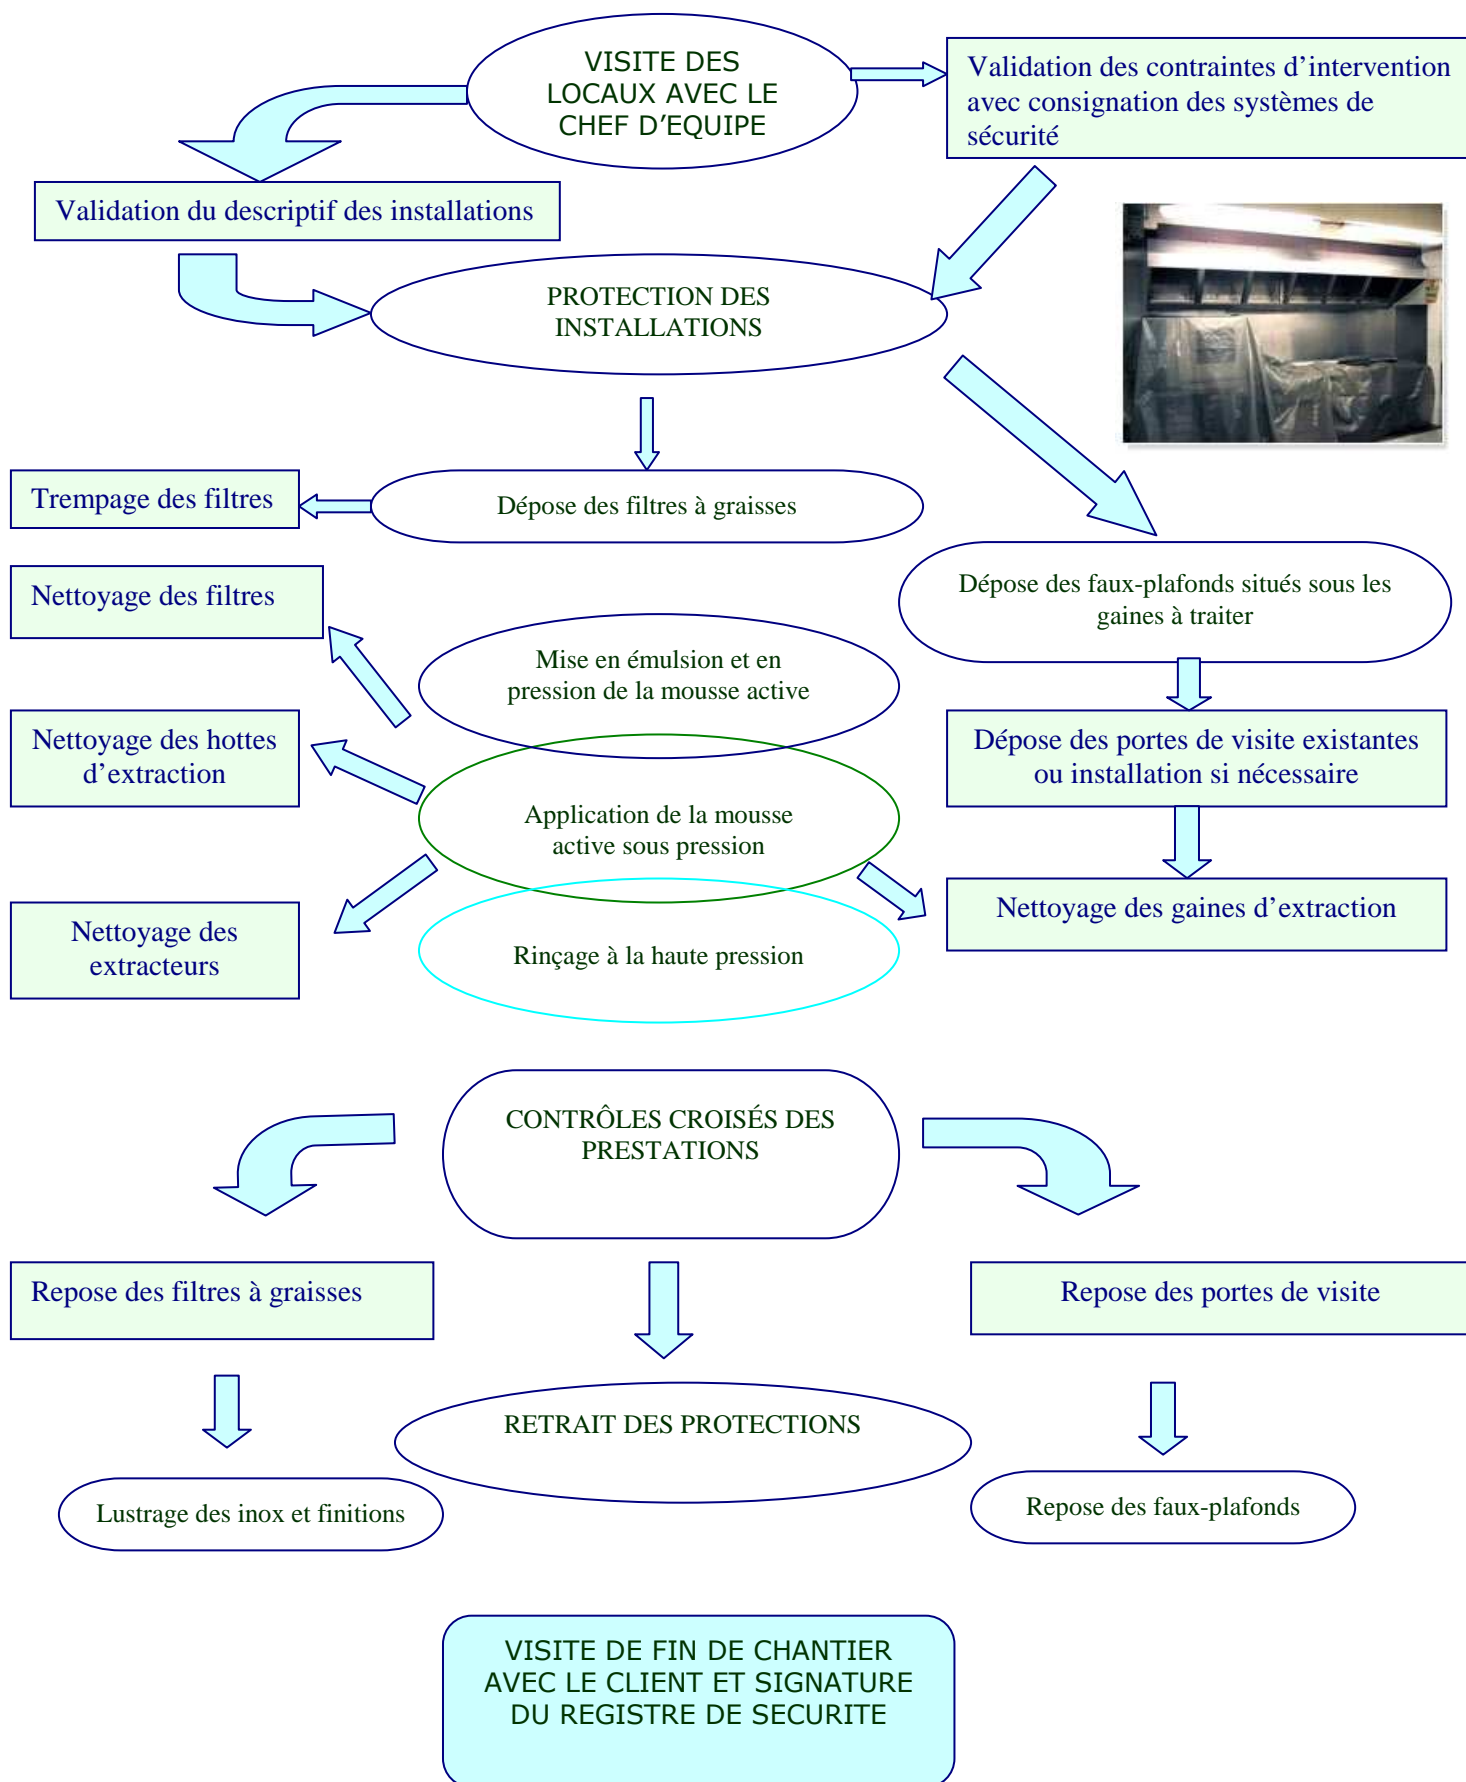 VISITE DES
LOCAUX AVEC LE
CHEF D’EQUIPE
Validation des contraintes d’intervention
avec consignation des systèmes de
sécurité
Validation du descriptif des installations
PROTECTION DES
INSTALLATIONS
Trempage des filtres
Dépose des filtres à graisses
Nettoyage des filtres
Dépose des faux-plafonds situés sous les
gaines à traiter
Mise en émulsion et en
pression de la mousse active
Nettoyage des hottes
d’extraction
Dépose des portes de visite existantes
ou installation si nécessaire
Application de la mousse
active sous pression
Nettoyage des gaines d’extraction
Nettoyage des
extracteurs
Rinçage à la haute pression
CONTRÔLES CROISÉS DES
PRESTATIONS
Repose des filtres à graisses
Repose des portes de visite
RETRAIT DES PROTECTIONS
Lustrage des inox et finitions
Repose des faux-plafonds
VISITE DE FIN DE CHANTIER
AVEC LE CLIENT ET SIGNATURE
DU REGISTRE DE SECURITE